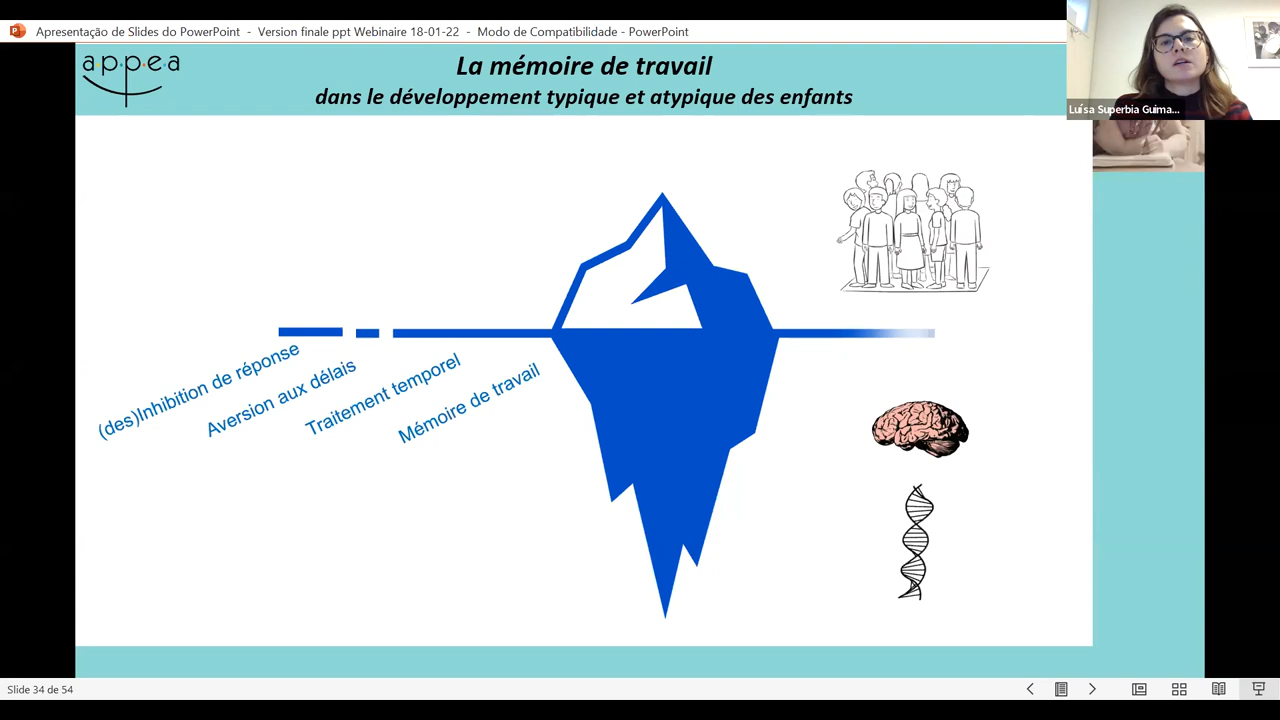 Apresentação de Slides do PowerPoint - Version finale ppt Webinaire 18-01-22 - Modo de Compatibilidade - PowerPoint
a·p·p·e·a
La mémoire de travail
dans le développement typique et atypique des enfants
Luísa Superbia Guima...
(des)Inhibition de réponse
Aversion aux délais
Traitement temporel
Mémoire de travail
Slide 34 de 54